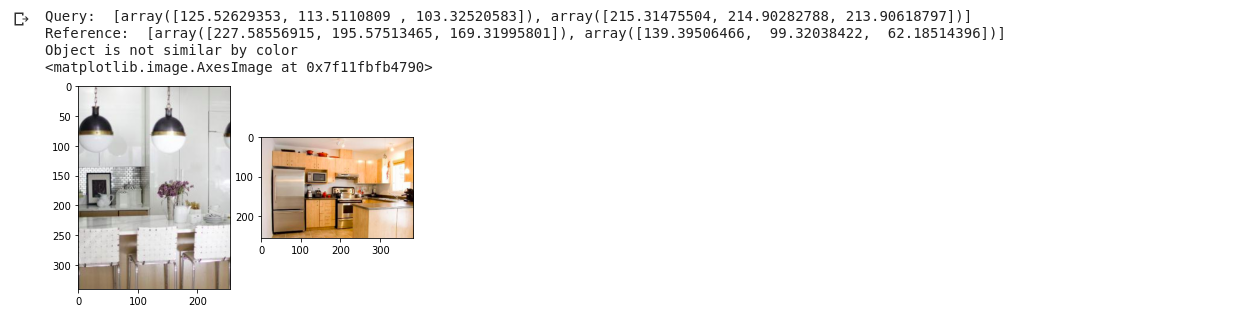 Query:  [array([125.52629353, 113.5110809 , 103.32520583]), array([215.31475504, 214.90282788, 213.90618797])]
Reference:  [array([227.58556915, 195.57513465, 169.31995801]), array([139.39506466,  99.32038422,  62.18514396])]
Object is not similar by color
<matplotlib.image.AxesImage at 0x7f11fbfb4790>
0
50
100
150
200
250
300
0 100 200
0
100
200
0 100 200 300